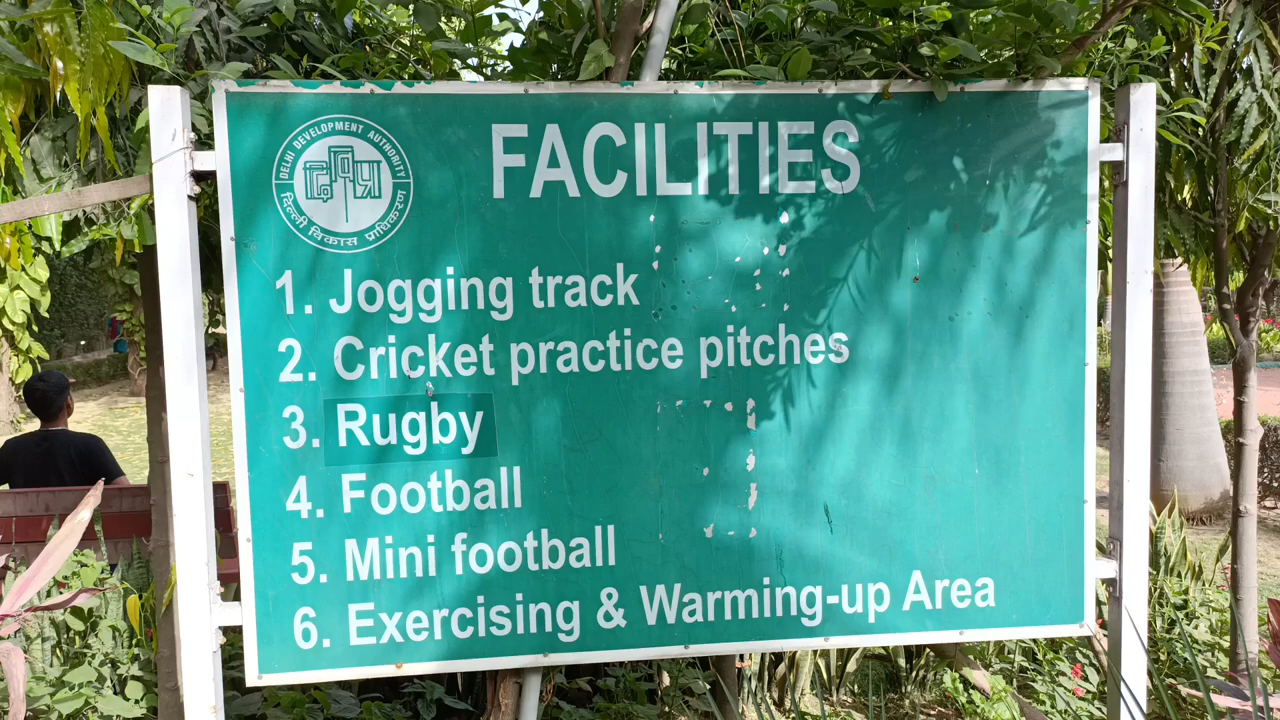 DELHI DEVELOPMENT AUTHORITY
दिविप्रा
दिल्ली विकास प्राधिकरण
FACILITIES
1. Jogging track
2. Cricket practice pitches
3. Rugby
4. Football
5. Mini football
6. Exercising & Warming-up Area